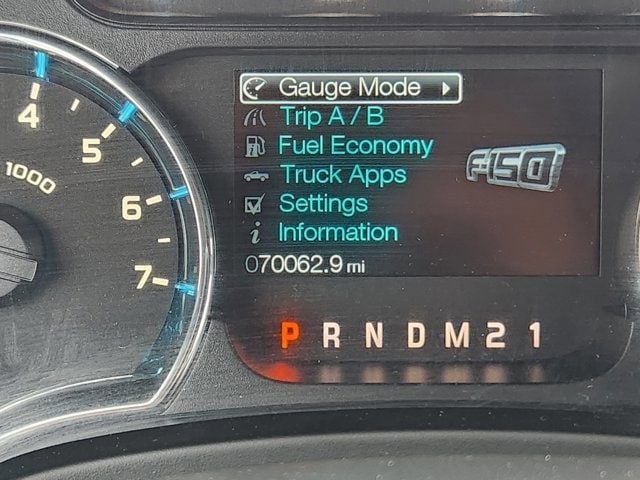 4
5
6
7
1000
Gauge Mode
Trip A / B
Fuel Economy
Truck Apps
Settings
Information
070062.9 mi
F150
P R N D M 2 1